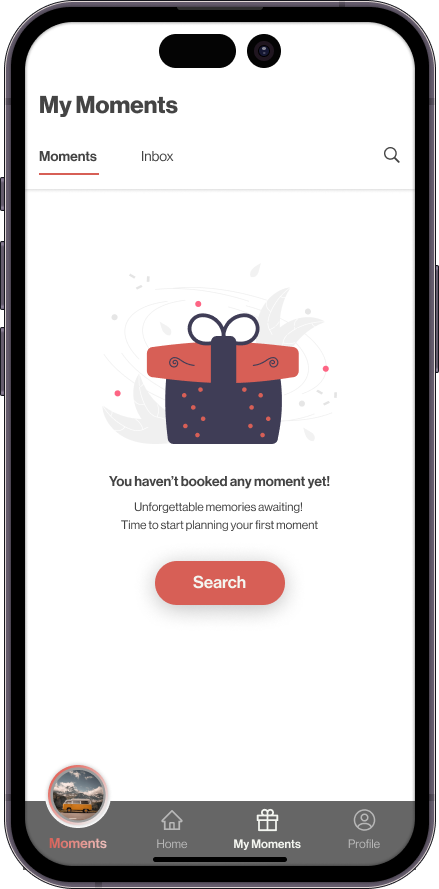 My Moments
Moments
Inbox
You haven’t booked any moment yet!
Unforgettable memories awaiting!
Time to start planning your first moment
Search
Moments
Home
My Moments
Profile